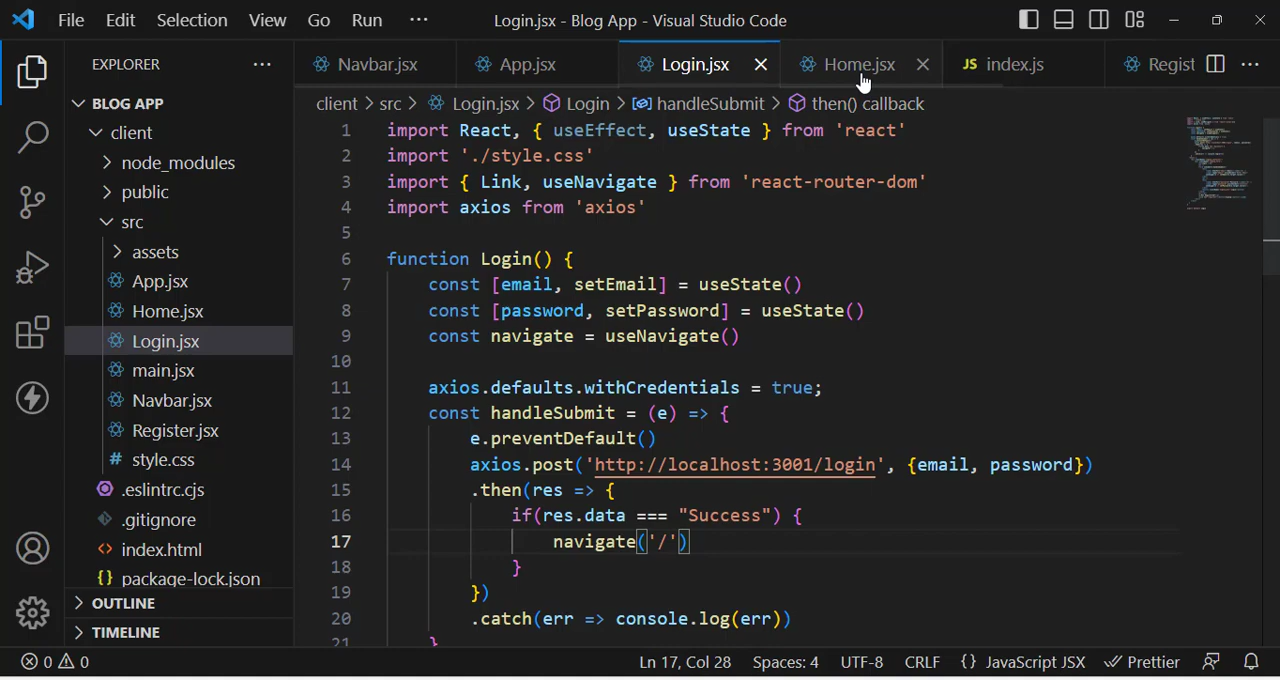 File Edit Selection View Go Run ··· Login.jsx - Blog App - Visual Studio Code
EXPLORER ···
Navbar.jsx App.jsx Login.jsx Home.jsx JS index.js Regist ···
BLOG APP
client
node_modules
public
src
assets
App.jsx
Home.jsx
Login.jsx
main.jsx
Navbar.jsx
Register.jsx
# style.css
.eslintrc.cjs
.gitignore
<> index.html
{} package-lock.json
OUTLINE
TIMELINE
client > src > Login.jsx > Login > handleSubmit > then() callback
1 import React, { useEffect, useState } from 'react'
2 import './style.css'
3 import { Link, useNavigate } from 'react-router-dom'
4 import axios from 'axios'
5
6 function Login() {
7 const [email, setEmail] = useState()
8 const [password, setPassword] = useState()
9 const navigate = useNavigate()
10
11 axios.defaults.withCredentials = true;
12 const handleSubmit = (e) => {
13 e.preventDefault()
14 axios.post('http://localhost:3001/login', {email, password})
15 .then(res => {
16 if(res.data === "Success") {
17 navigate('/')
18 }
19 })
20 .catch(err => console.log(err))
21 }
0 0 Ln 17, Col 28 Spaces: 4 UTF-8 CRLF {} JavaScript JSX Prettier